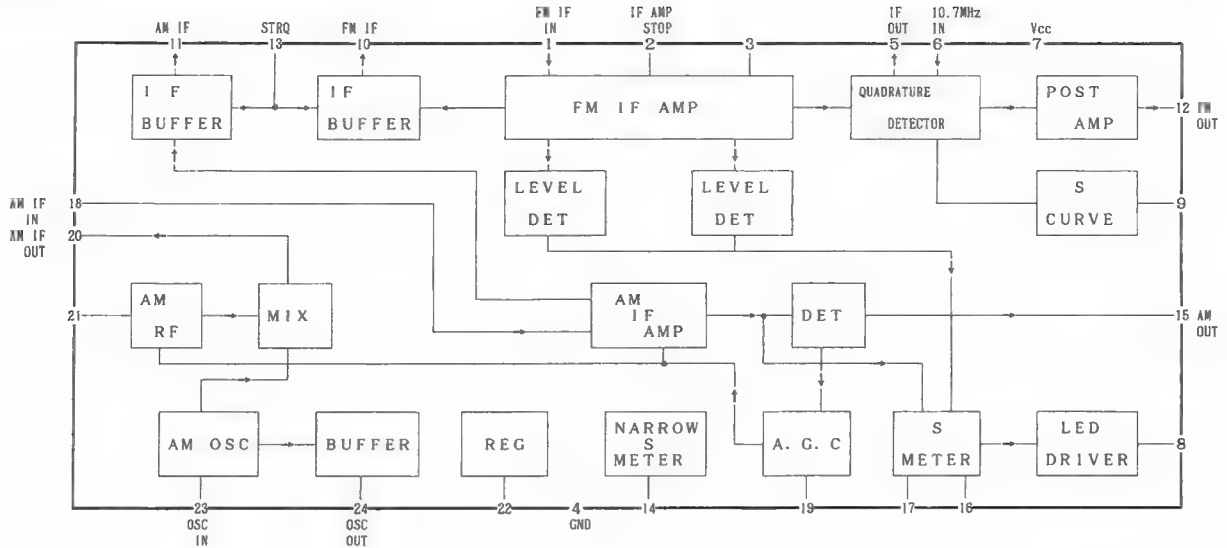 AM IF
11
STRQ
13
FM IF
10
FM IF
IN
1
IF AMP
STOP
2
3
IF
OUT
5
10.7MHz
IN
6
Vcc
7
IF
BUFFER
IF
BUFFER
FM IF AMP
QUADRATURE
DETECTOR
POST
AMP
12 FM
OUT
LEVEL
DET
LEVEL
DET
S
CURVE
9
AM IF
IN
18
AM IF
OUT
20
21
AM
RF
MIX
AM
IF
AMP
DET
15 AM
OUT
AM OSC
BUFFER
REG
NARROW
S
METER
A.G.C
S
METER
LED
DRIVER
8
23
OSC
IN
24
OSC
OUT
22
4
GND
14
19
17
16